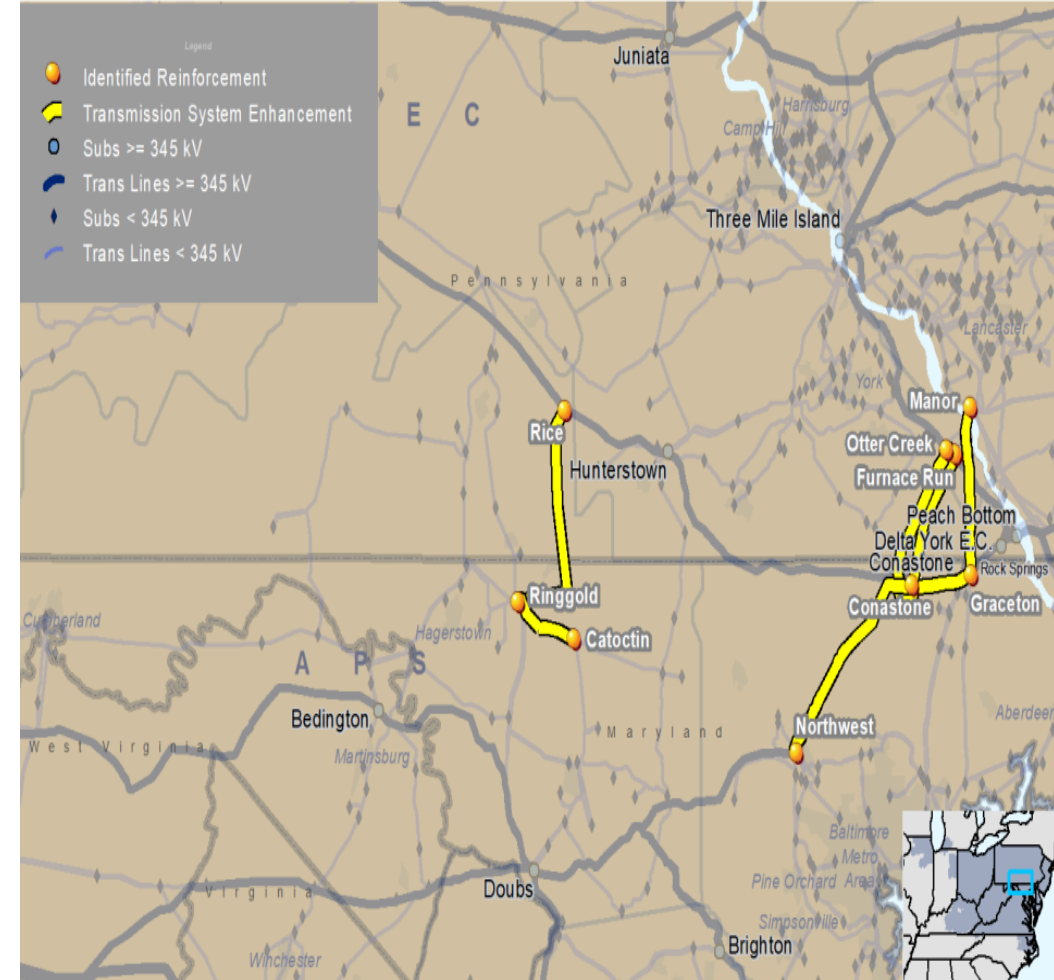 Legend
Identified Reinforcement
Transmission System Enhancement
Subs >= 345 kV
Trans Lines >= 345 kV
Subs < 345 kV
Trans Lines < 345 kV
E C
Juniata
Harrisburg
Camp Hill
Three Mile Island
Pennsylvania
Lancaster
York
Manor
Rice
Otter Creek
Hunterstown
Furnace Run
Peach Bottom
Delta York E.C.
Conastone
Rock Springs
Ringgold
Conastone
Graceton
Cumberland
Hagerstown
Catoctin
A P S
Bedington
Northwest
Aberdeen
West Virginia
Maryland
Martinsburg
Baltimore
Metro
Area
Pine Orchard
Doubs
Virginia
Simpsonville
Brighton
Winchester